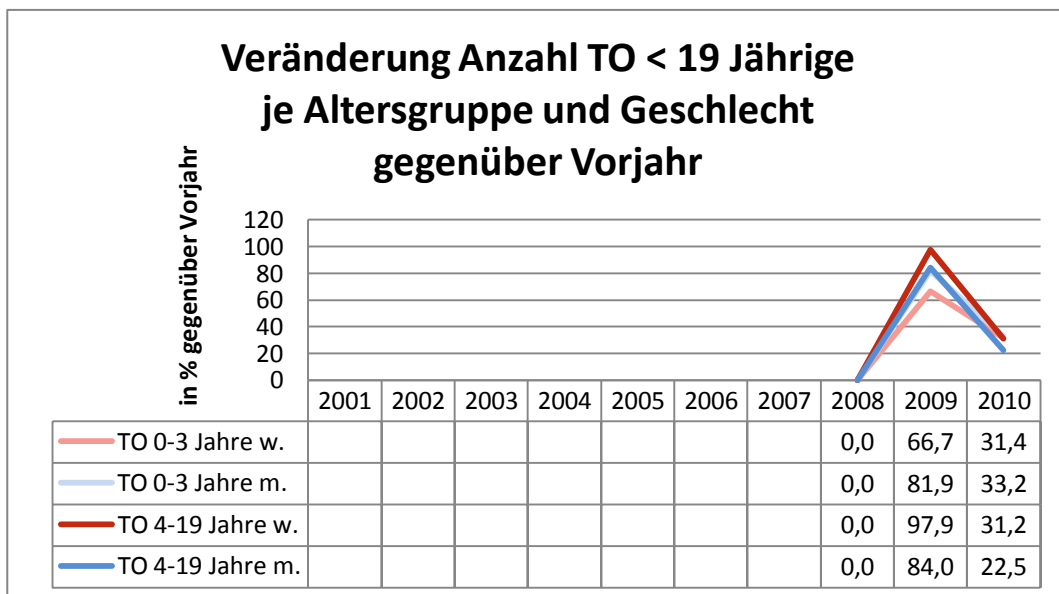 Veränderung Anzahl TO < 19 Jährige
je Altersgruppe und Geschlecht
gegenüber Vorjahr
in % gegenüber Vorjahr
120
100
80
60
40
20
0
2001 2002 2003 2004 2005 2006 2007 2008 2009 2010
TO 0-3 Jahre w. 0,0 66,7 31,4
TO 0-3 Jahre m. 0,0 81,9 33,2
TO 4-19 Jahre w. 0,0 97,9 31,2
TO 4-19 Jahre m. 0,0 84,0 22,5